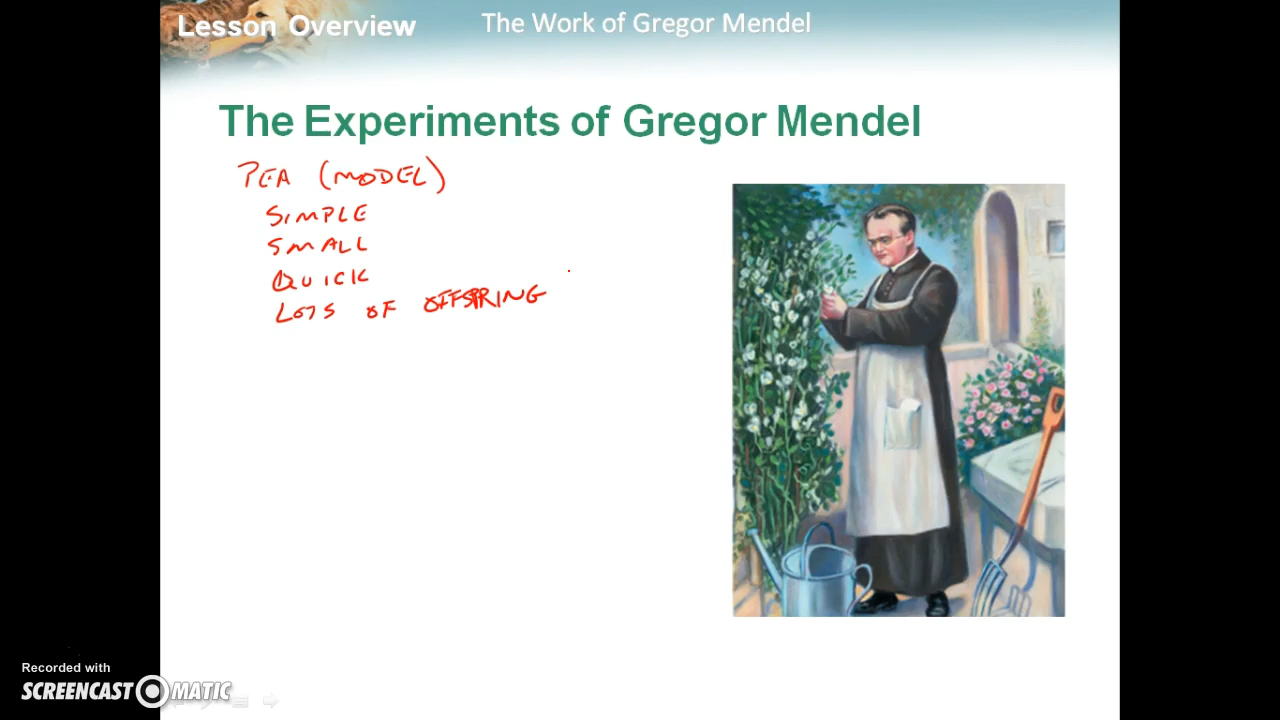 Lesson Overview
The Work of Gregor Mendel
The Experiments of Gregor Mendel
PEA (MODEL)
SIMPLE
SMALL
QUICK
LOTS OF OFFSPRING
Recorded with
SCREENCAST O MATIC